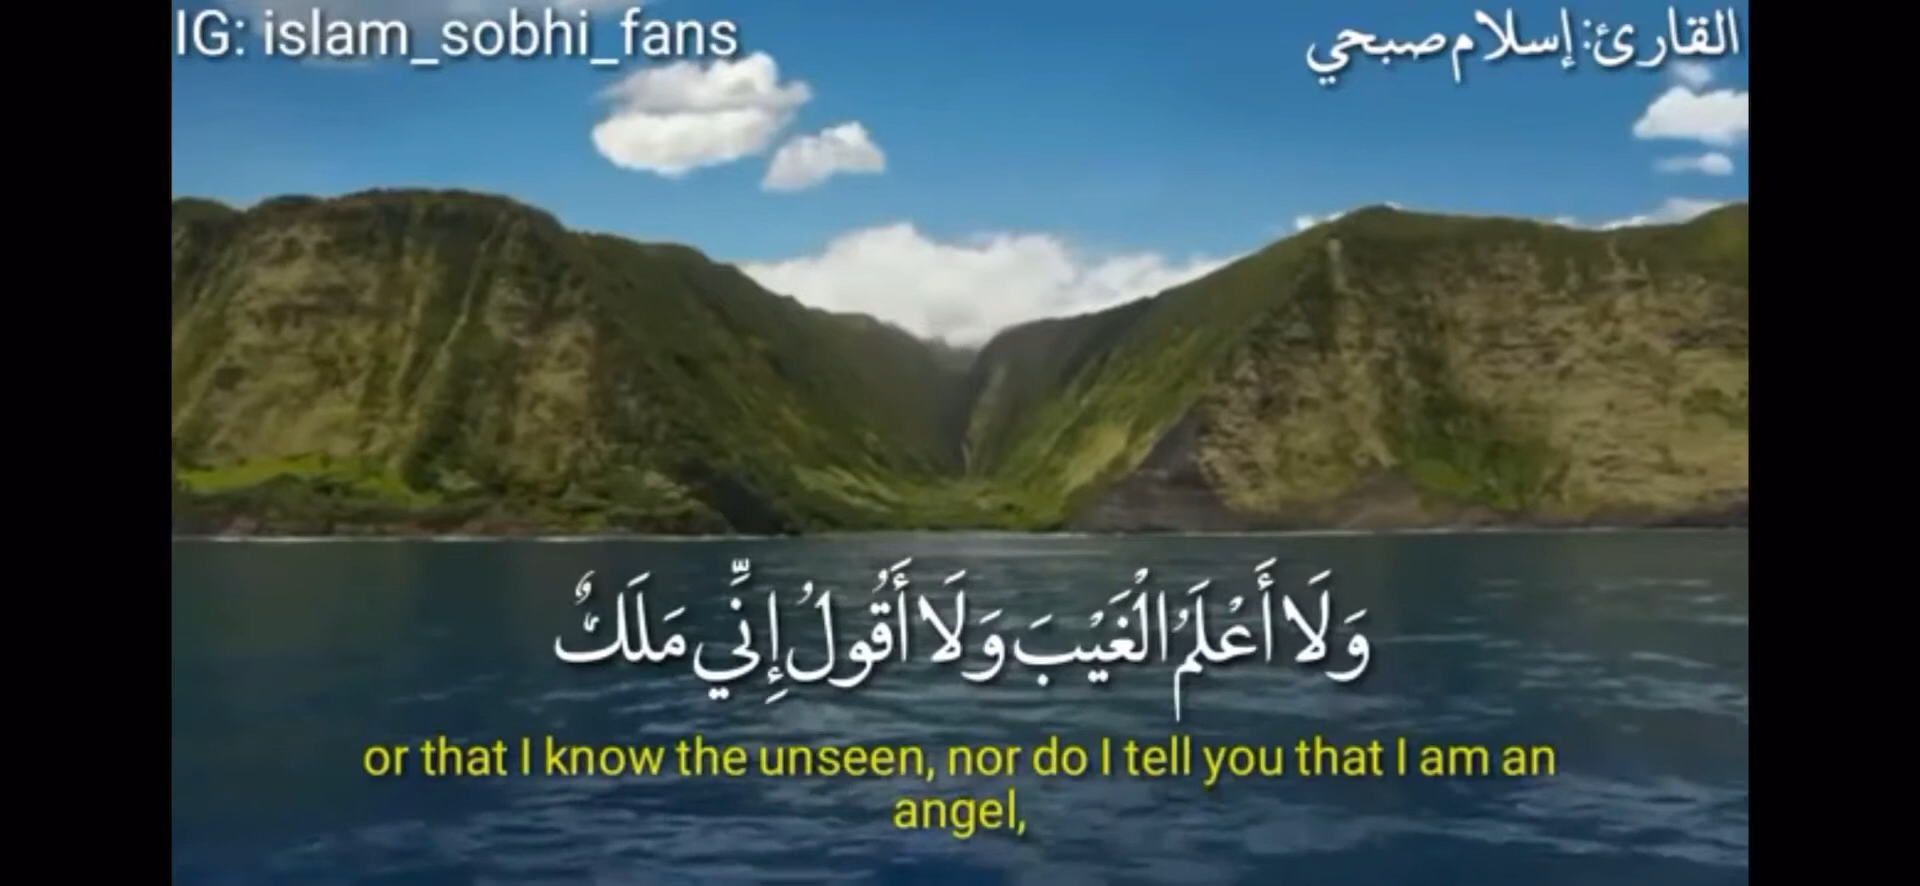 IG: islam_sobhi_fans
القارئ: إسلام صبحي
وَلَا أَعْلَمُ الْغَيْبَ وَلَا أَقُولُ إِنِّي مَلَكٌ
or that I know the unseen, nor do I tell you that I am an
angel,